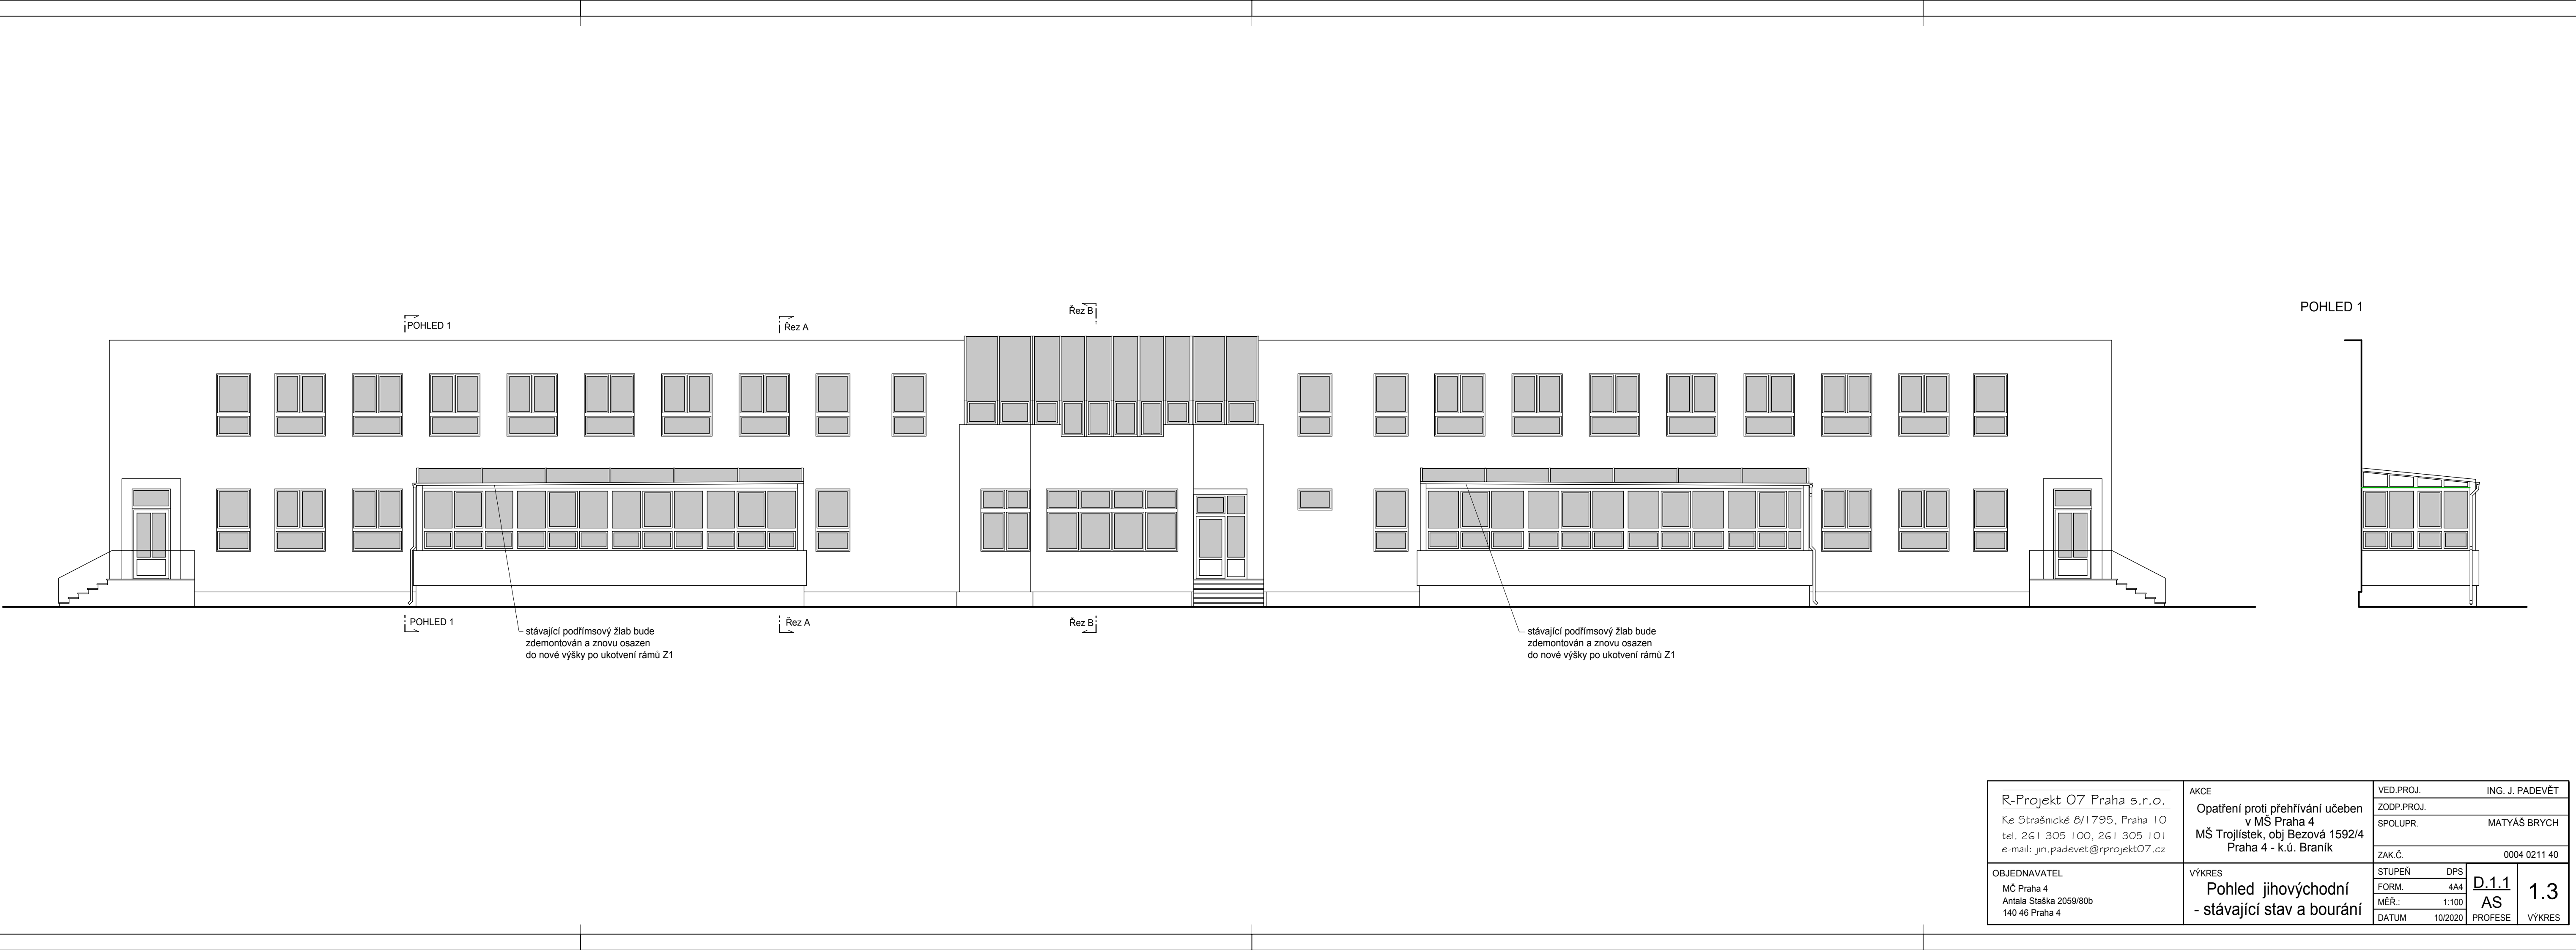 Řez B
POHLED 1
POHLED 1
Řez A
POHLED 1
Řez A
Řez B
stávající podřímsový žlab bude
zdemontován a znovu osazen
do nové výšky po ukotvení rámů Z1
stávající podřímsový žlab bude
zdemontován a znovu osazen
do nové výšky po ukotvení rámů Z1
R-Projekt 07 Praha s.r.o.
Ke Strašnické 8/1795, Praha 10
tel. 261 305 100, 261 305 101
e-mail: jiri.padevet@rprojekt07.cz
OBJEDNAVATEL
MČ Praha 4
Antala Staška 2059/80b
140 46 Praha 4
AKCE
Opatření proti přehřívání učeben
v MŠ Praha 4
MŠ Trojlístek, obj Bezová 1592/4
Praha 4 - k.ú. Braník
VÝKRES
Pohled jihovýchodní
- stávající stav a bourání
VED.PROJ. ING. J. PADEVĚT
ZODP.PROJ.
SPOLUPR. MATYÁŠ BRYCH
ZAK.Č. 0004 0211 40
STUPEŇ DPS
FORM. 4A4
MĚŘ.: 1:100
DATUM 10/2020
D.1.1
AS
PROFESE
1.3
VÝKRES